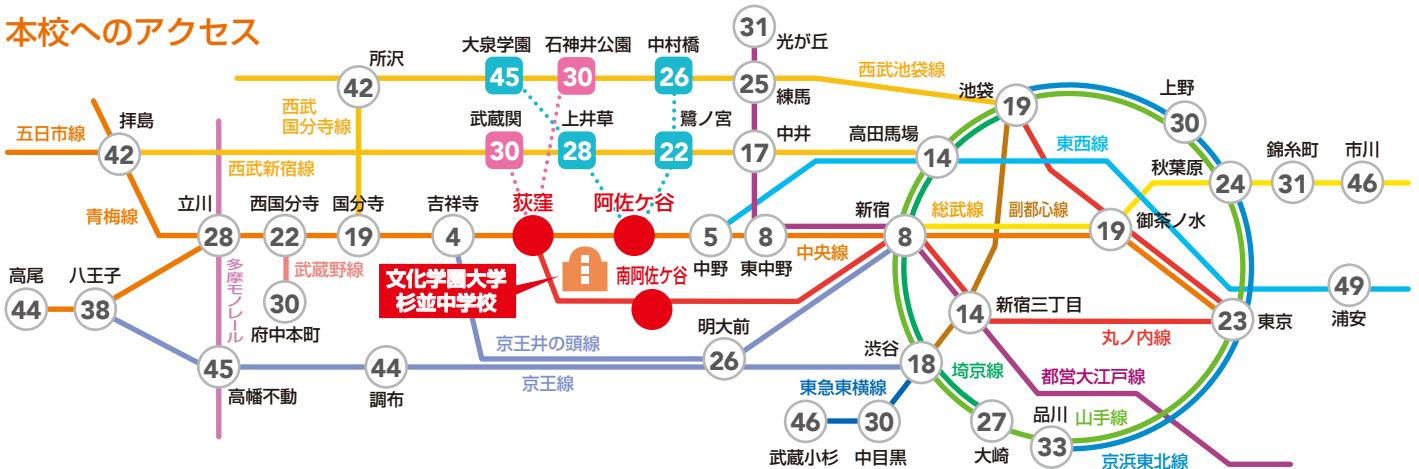 本校へのアクセス
31
光が丘
所沢
42
大泉学園
45
石神井公園
30
中村橋
26
25
練馬
西武池袋線
池袋
19
上野
30
五日市線
拝島
42
西武
国分寺線
西武新宿線
武蔵関
30
上井草
28
鷺ノ宮
22
中井
17
高田馬場
14
東西線
秋葉原
24
錦糸町
31
市川
46
青梅線
立川
28
西国分寺
22
国分寺
19
吉祥寺
4
荻窪
阿佐ケ谷
5
中野
8
東中野
中央線
新宿
8
総武線
副都心線
19
御茶ノ水
高尾
44
八王子
38
多摩モノレール
武蔵野線
30
府中本町
文化学園大学
杉並中学校
南阿佐ケ谷
49
浦安
14
新宿三丁目
23
東京
丸ノ内線
45
高幡不動
44
調布
京王井の頭線
京王線
明大前
26
渋谷
18
埼京線
都営大江戸線
東急東横線
46
武蔵小杉
30
中目黒
27
大崎
品川
33
山手線
京浜東北線